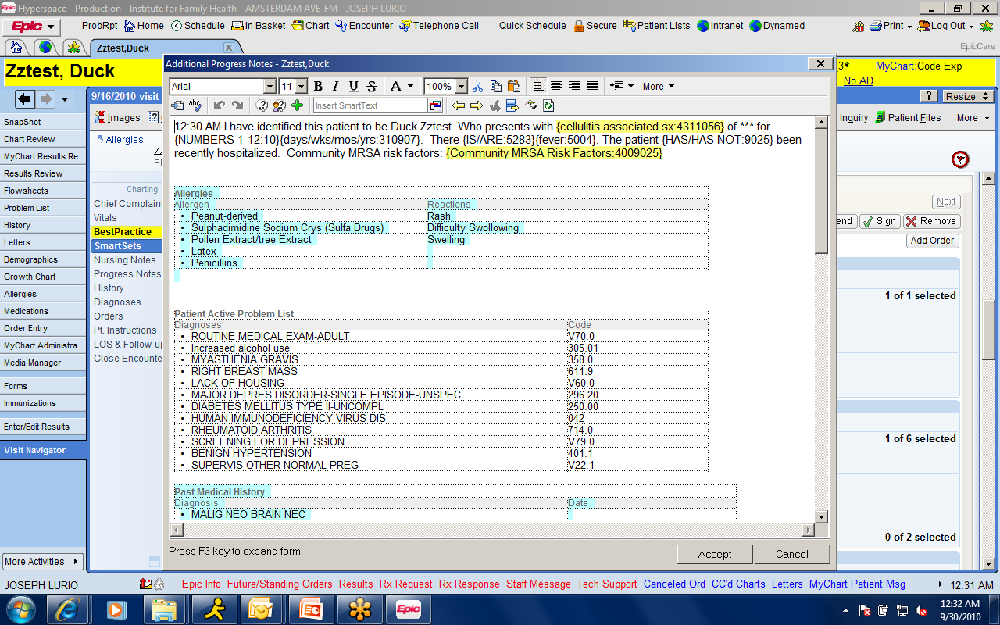 Hyperspace - Production - Institute for Family Health - AMSTERDAM AVE-FM - JOSEPH LURIO
Epic ProbRpt Home Schedule In Basket Chart Encounter Telephone Call Quick Schedule Secure Patient Lists Intranet Dynamed Print Log Out
Zztest,Duck X EpicCare
Zztest, Duck
3* MyChart:Code Exp
No AD
9/16/2010 visit
? Resize
Images
Inquiry Patient Files More
Allergies:
SnapShot
Chart Review
MyChart Results Re...
Results Review
Flowsheets
Problem List
History
Letters
Demographics
Growth Chart
Allergies
Medications
Order Entry
MyChart Administra...
Media Manager
Forms
Immunizations
Enter/Edit Results
Visit Navigator
More Activities
Charting
Chief Complain
Vitals
BestPractice
SmartSets
Nursing Notes
Progress Notes
History
Diagnoses
Orders
Pt. Instructions
LOS & Follow-up
Close Encounte
Additional Progress Notes - Zztest,Duck
Arial 11 B I U S A 100% More
abc Insert SmartText
12:30 AM I have identified this patient to be Duck Zztest  Who presents with {cellulitis associated sx:4311056} of *** for
{NUMBERS 1-12:10}{days/wks/mos/yrs:310907}.  There {IS/ARE:5283}{fever:5004}. The patient {HAS/HAS NOT:9025} been
recently hospitalized.  Community MRSA risk factors: {Community MRSA Risk Factors:4009025}
Allergies
Allergen Reactions
• Peanut-derived Rash
• Sulphadimidine Sodium Crys (Sulfa Drugs) Difficulty Swollowing
• Pollen Extract/tree Extract Swelling
• Latex
• Penicillins
Patient Active Problem List
Diagnoses Code
• ROUTINE MEDICAL EXAM-ADULT V70.0
• Increased alcohol use 305.01
• MYASTHENIA GRAVIS 358.0
• RIGHT BREAST MASS 611.9
• LACK OF HOUSING V60.0
• MAJOR DEPRES DISORDER-SINGLE EPISODE-UNSPEC 296.20
• DIABETES MELLITUS TYPE II-UNCOMPL 250.00
• HUMAN IMMUNODEFICIENCY VIRUS DIS 042
• RHEUMATOID ARTHRITIS 714.0
• SCREENING FOR DEPRESSION V79.0
• BENIGN HYPERTENSION 401.1
• SUPERVIS OTHER NORMAL PREG V22.1
Past Medical History
Diagnosis Date
• MALIG NEO BRAIN NEC
Press F3 key to expand form
Accept Cancel
Next
end Sign Remove
Add Order
1 of 1 selected
1 of 6 selected
0 of 2 selected
JOSEPH LURIO Epic Info Future/Standing Orders Results Rx Request Rx Response Staff Message Tech Support Canceled Ord CC'd Charts Letters MyChart Patient Msg 12:31 AM
Epic
12:32 AM
9/30/2010